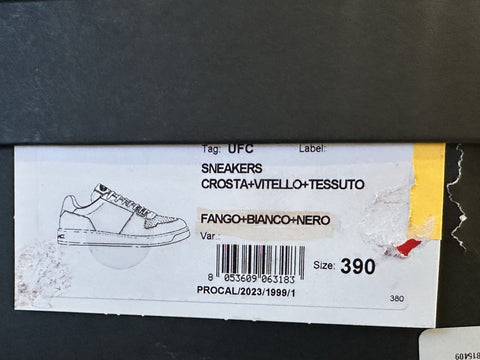 Tag: UFC Label:
SNEAKERS
CROSTA+VITELLO+TESSUTO
FANGO+BIANCO+NERO
Var.:
8 053609 063183
Size: 390
PROCAL/2023/1999/1
380
815409